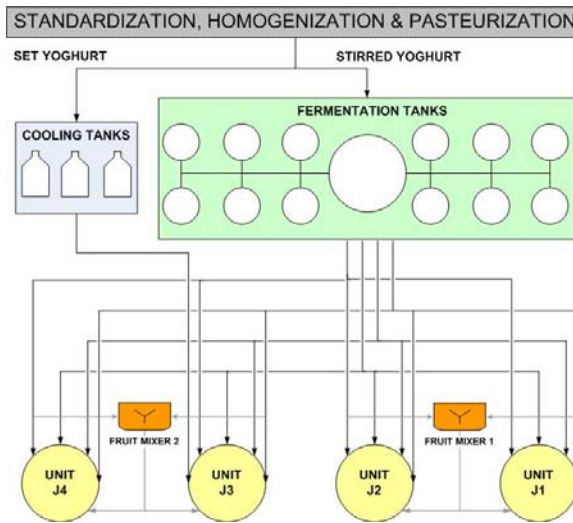 STANDARDIZATION, HOMOGENIZATION & PASTEURIZATION
SET YOGHURT
STIRRED YOGHURT
COOLING TANKS
FERMENTATION TANKS
FRUIT MIXER 2
FRUIT MIXER 1
UNIT
J4
UNIT
J3
UNIT
J2
UNIT
J1